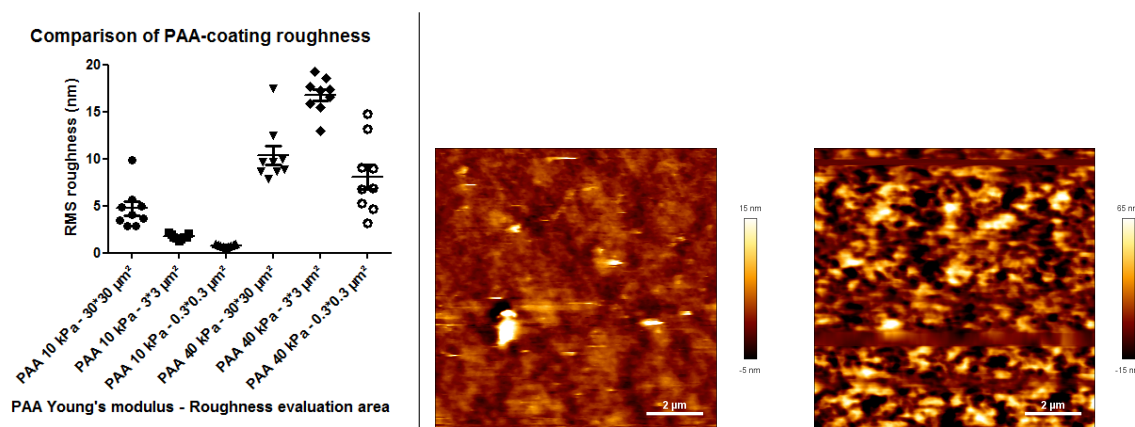 Comparison of PAA-coating roughness
RMS roughness (nm)
20
15
10
5
0
PAA 10 kPa - 30*30 µm²
PAA 10 kPa - 3*3 µm²
PAA 10 kPa - 0.3*0.3 µm²
PAA 40 kPa - 30*30 µm²
PAA 40 kPa - 3*3 µm²
PAA 40 kPa - 0.3*0.3 µm²
PAA Young's modulus - Roughness evaluation area
15 nm
-5 nm
2 µm
65 nm
-15 nm
2 µm